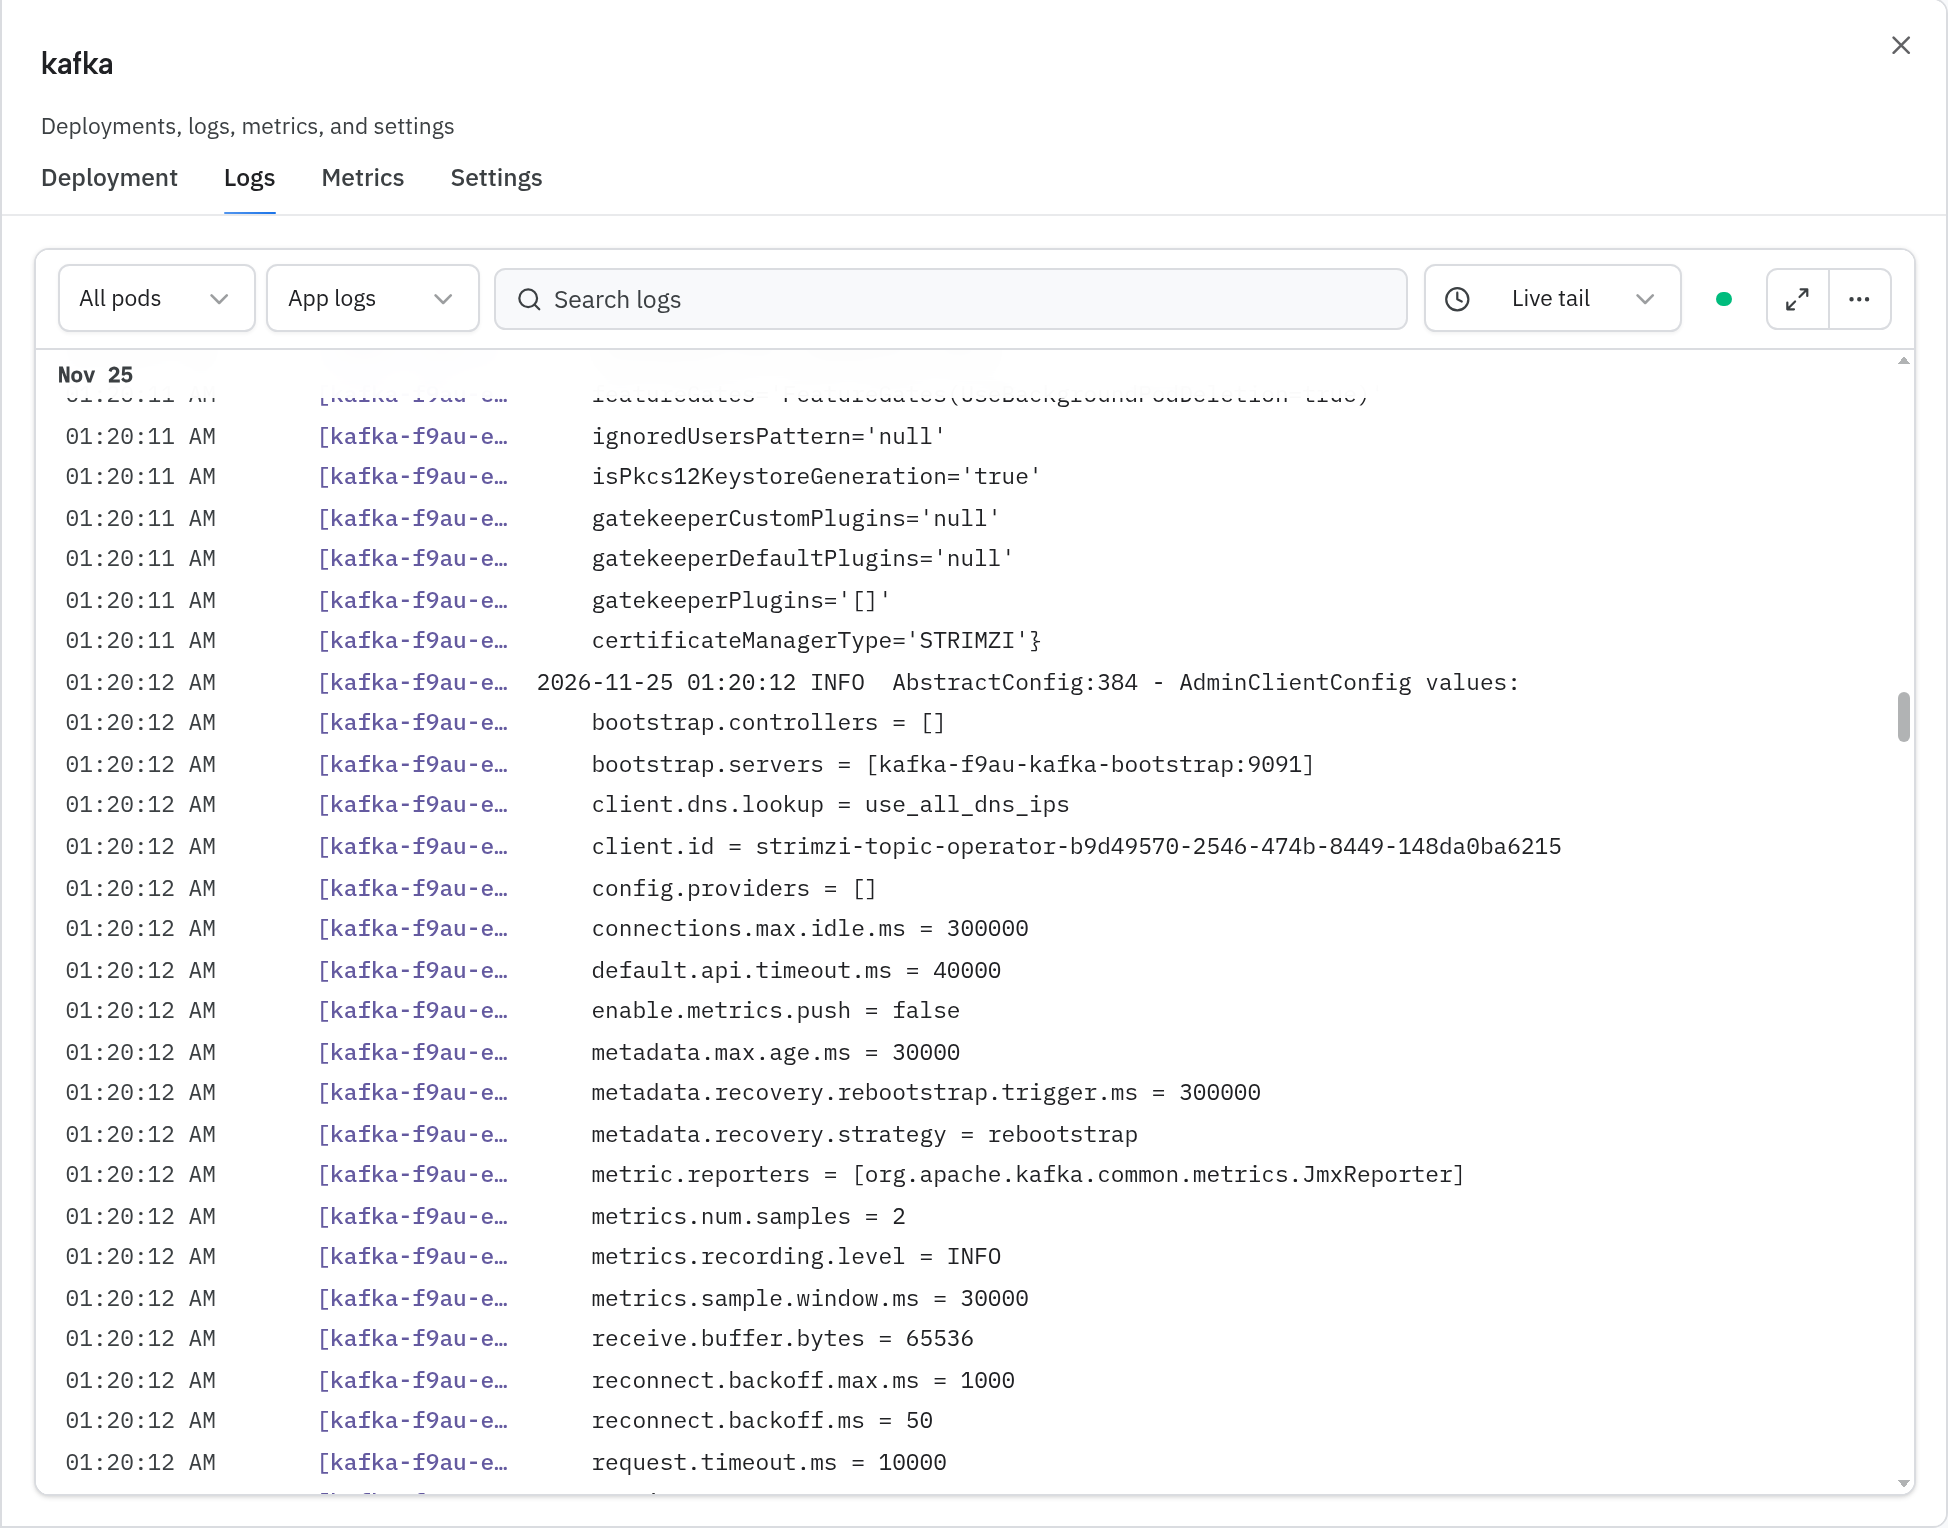 kafka
Deployments, logs, metrics, and settings
Deployment Logs Metrics Settings
All pods App logs Search logs Live tail
Nov 25
01:20:11 AM [kafka-f9au-e… featureGates='FeatureGates(UseBackgroundPodDeletion=true)'
01:20:11 AM [kafka-f9au-e… ignoredUsersPattern='null'
01:20:11 AM [kafka-f9au-e… isPkcs12KeystoreGeneration='true'
01:20:11 AM [kafka-f9au-e… gatekeeperCustomPlugins='null'
01:20:11 AM [kafka-f9au-e… gatekeeperDefaultPlugins='null'
01:20:11 AM [kafka-f9au-e… gatekeeperPlugins='[]'
01:20:11 AM [kafka-f9au-e… certificateManagerType='STRIMZI'}
01:20:12 AM [kafka-f9au-e… 2026-11-25 01:20:12 INFO  AbstractConfig:384 - AdminClientConfig values:
01:20:12 AM [kafka-f9au-e… bootstrap.controllers = []
01:20:12 AM [kafka-f9au-e… bootstrap.servers = [kafka-f9au-kafka-bootstrap:9091]
01:20:12 AM [kafka-f9au-e… client.dns.lookup = use_all_dns_ips
01:20:12 AM [kafka-f9au-e… client.id = strimzi-topic-operator-b9d49570-2546-474b-8449-148da0ba6215
01:20:12 AM [kafka-f9au-e… config.providers = []
01:20:12 AM [kafka-f9au-e… connections.max.idle.ms = 300000
01:20:12 AM [kafka-f9au-e… default.api.timeout.ms = 40000
01:20:12 AM [kafka-f9au-e… enable.metrics.push = false
01:20:12 AM [kafka-f9au-e… metadata.max.age.ms = 30000
01:20:12 AM [kafka-f9au-e… metadata.recovery.rebootstrap.trigger.ms = 300000
01:20:12 AM [kafka-f9au-e… metadata.recovery.strategy = rebootstrap
01:20:12 AM [kafka-f9au-e… metric.reporters = [org.apache.kafka.common.metrics.JmxReporter]
01:20:12 AM [kafka-f9au-e… metrics.num.samples = 2
01:20:12 AM [kafka-f9au-e… metrics.recording.level = INFO
01:20:12 AM [kafka-f9au-e… metrics.sample.window.ms = 30000
01:20:12 AM [kafka-f9au-e… receive.buffer.bytes = 65536
01:20:12 AM [kafka-f9au-e… reconnect.backoff.max.ms = 1000
01:20:12 AM [kafka-f9au-e… reconnect.backoff.ms = 50
01:20:12 AM [kafka-f9au-e… request.timeout.ms = 10000